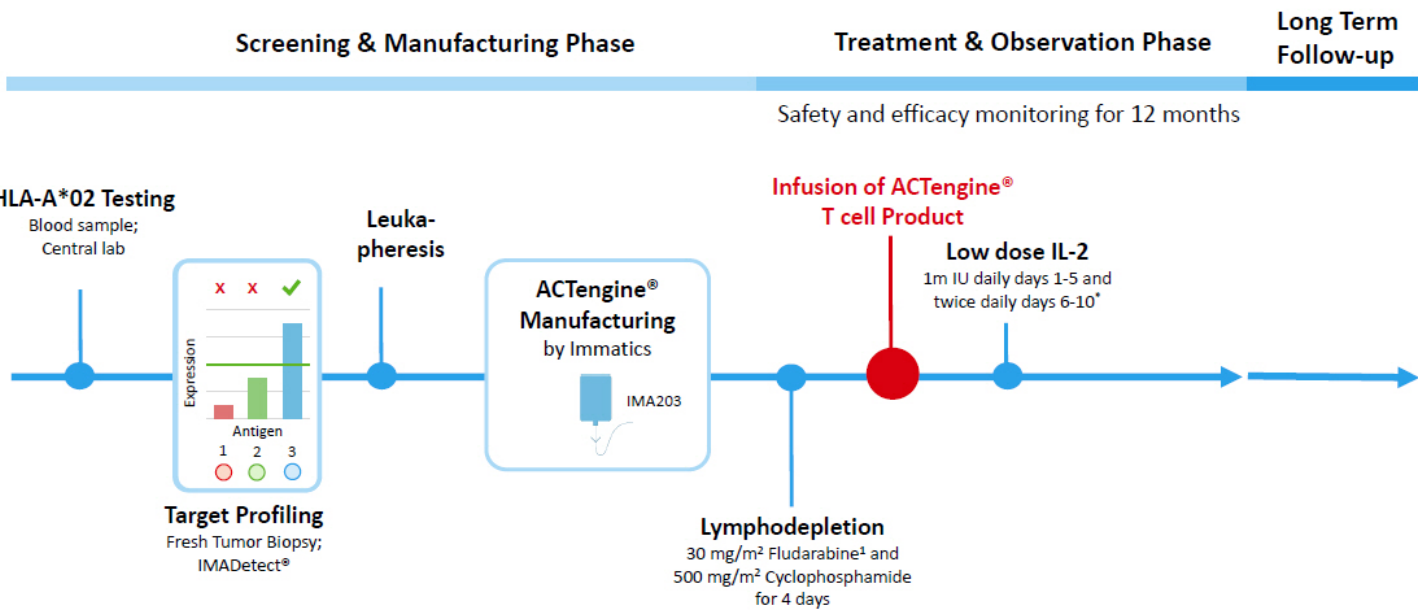 Screening & Manufacturing Phase
Treatment & Observation Phase
Long Term
Follow-up
Safety and efficacy monitoring for 12 months
HLA-A*02 Testing
Blood sample;
Central lab
X X
Expression
Antigen
1 2 3
Target Profiling
Fresh Tumor Biopsy;
IMADetect®
Leuka-
pheresis
ACTengine®
Manufacturing
by Immatics
IMA203
Lymphodepletion
30 mg/m² Fludarabine¹ and
500 mg/m² Cyclophosphamide
for 4 days
Infusion of ACTengine®
T cell Product
Low dose IL-2
1m IU daily days 1-5 and
twice daily days 6-10*